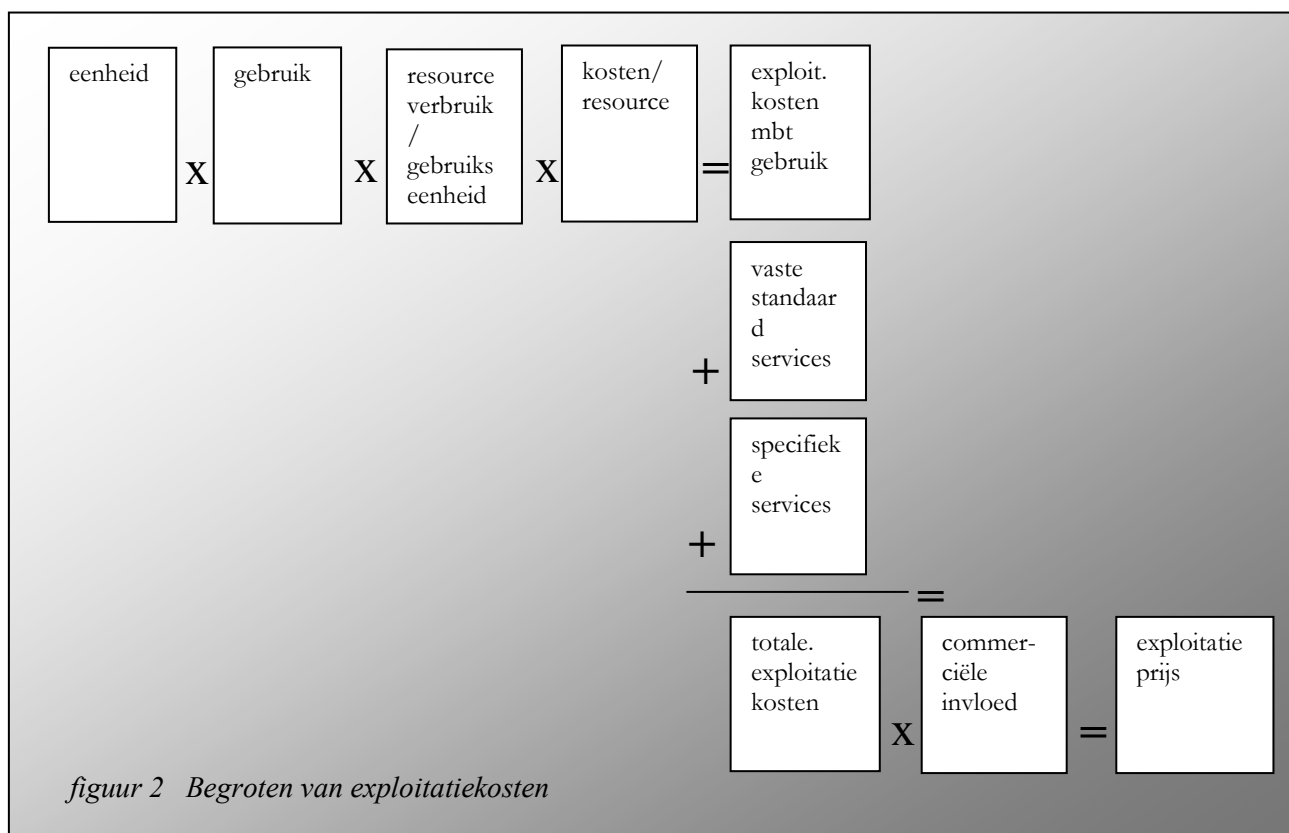 eenheid
x
gebruik
x
resource
verbruik
/
gebruiks
eenheid
x
kosten/
resource
=
exploit.
kosten
mbt
gebruik
+
vaste
standaar
d
services
+
specifiek
e
services
=
totale.
exploitatie
kosten
x
commer-
ciële
invloed
=
exploitatie
prijs
figuur 2 Begroten van exploitatiekosten